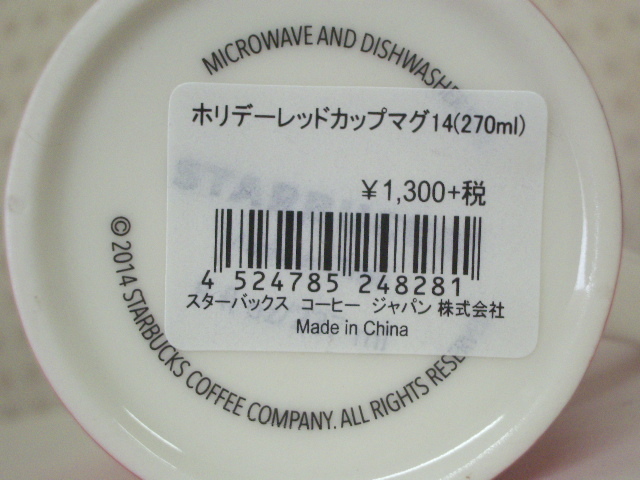 MICROWAVE AND DISHWASHE
ホリデーレッドカップマグ14(270ml)
¥1,300+税
4 524785 248281
スターバックス コーヒー ジャパン 株式会社
Made in China
© 2014 STARBUCKS COFFEE COMPANY. ALL RIGHTS RESE